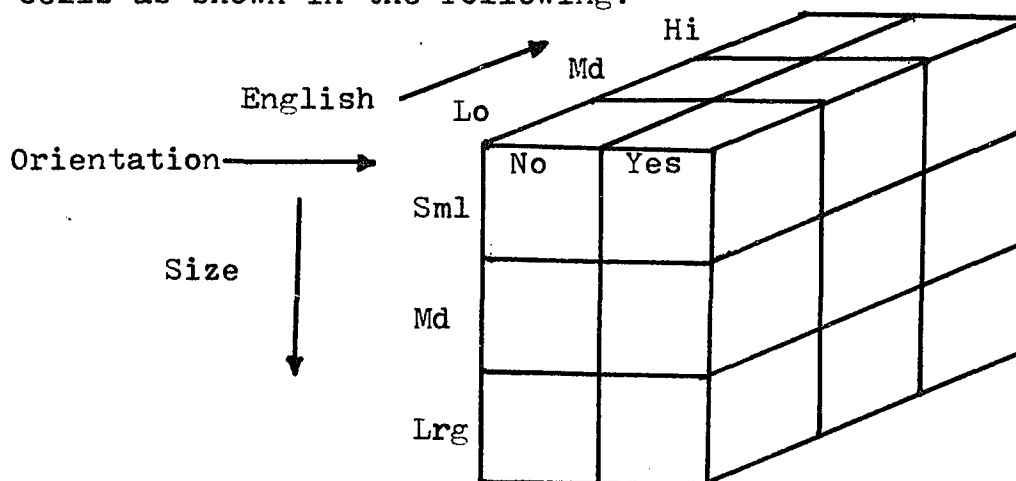 cells as shown in the following:
Hi
Md
English
Lo
Orientation
No Yes
Sml
Size
Md
Lrg